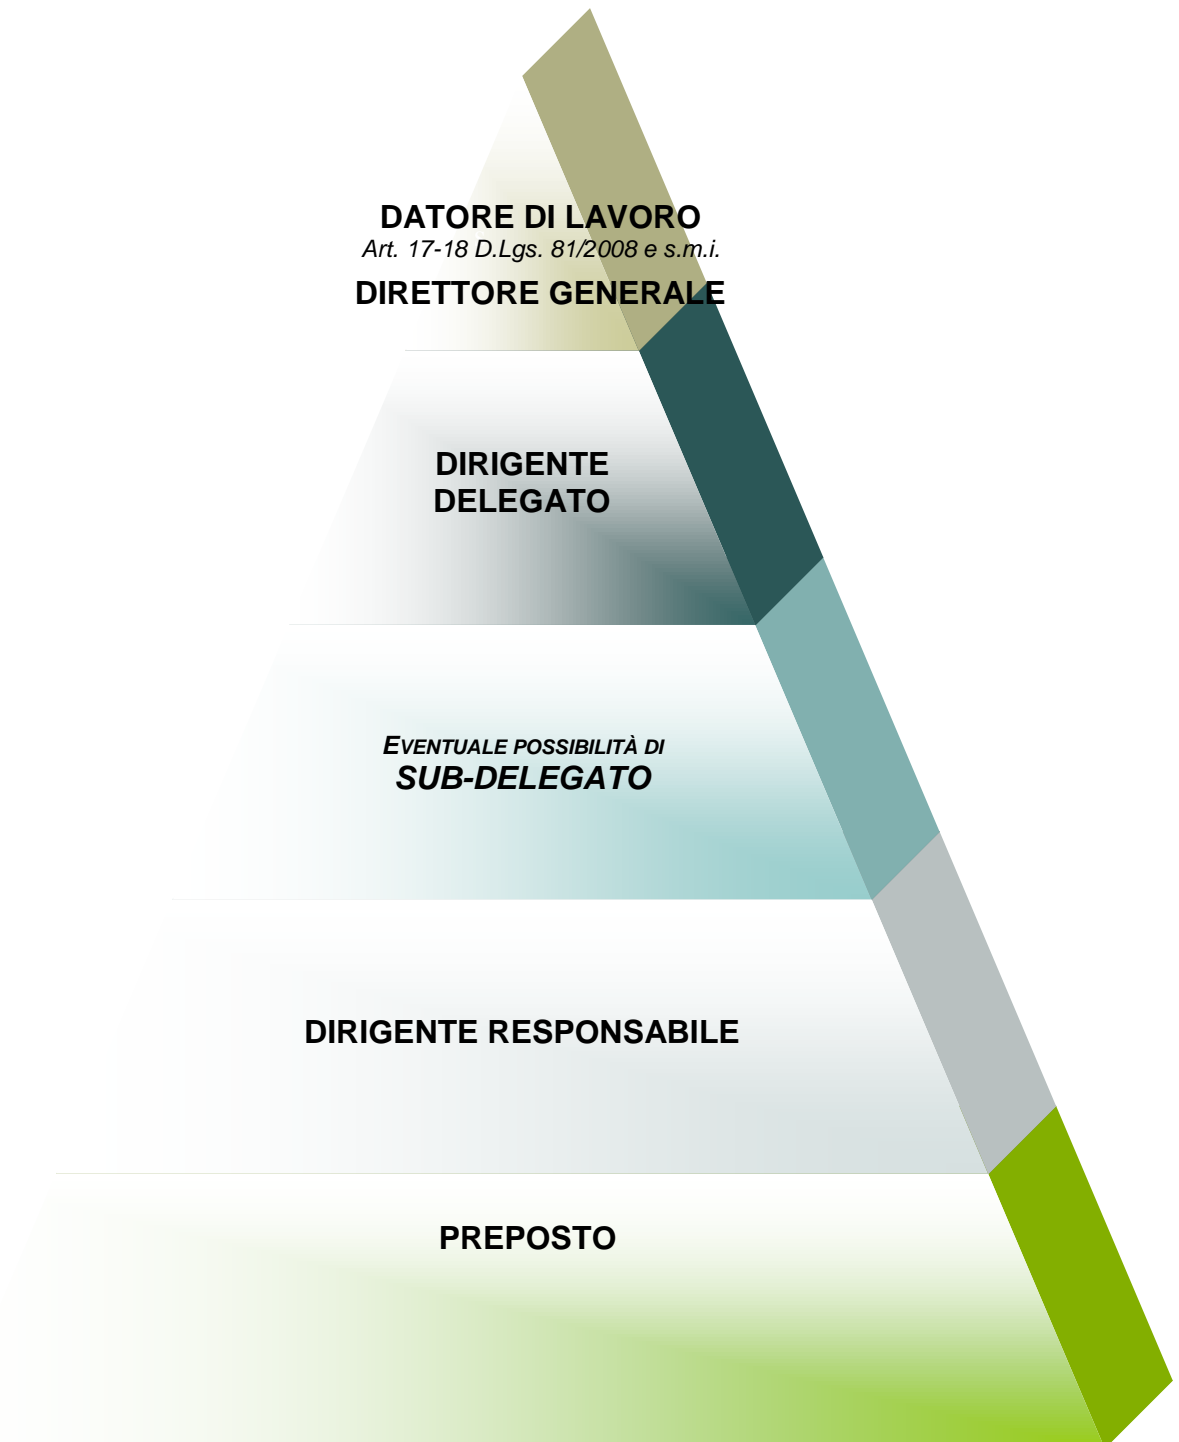 DATORE DI LAVORO
Art. 17-18 D.Lgs. 81/2008 e s.m.i.
DIRETTORE GENERALE
DIRIGENTE
DELEGATO
EVENTUALE POSSIBILITÀ DI
SUB-DELEGATO
DIRIGENTE RESPONSABILE
PREPOSTO